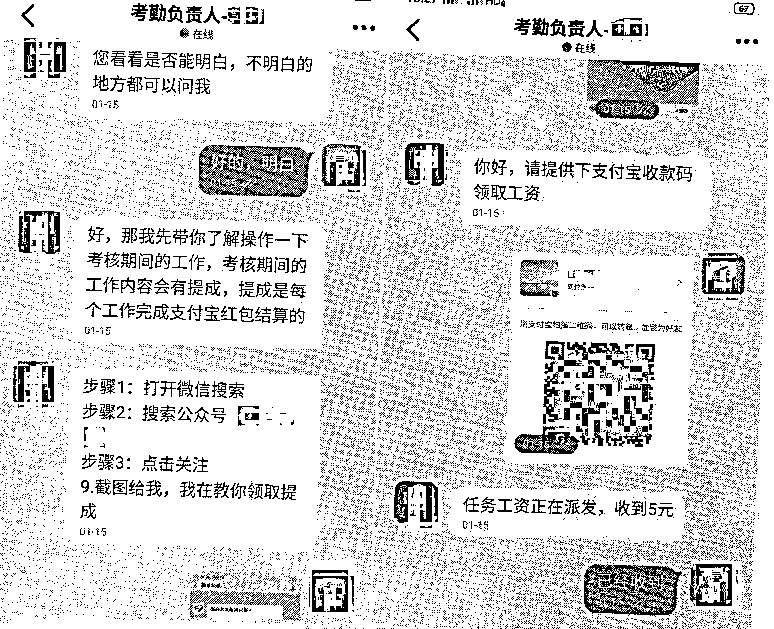 考勤负责人-
在线
您看看是否能明白，不明白的
地方都可以问我
01-15
好的，明白
好，那我先带你了解操作一下
考核期间的工作，考核期间的
工作内容会有提成，提成是每
个工作完成支付宝红包结算的
01-15
步骤1：打开微信搜索
步骤2：搜索公众号
步骤3：点击关注
9.截图给我，我在教你领取提
成
01-15
考勤负责人-
在线
67
你好，请提供下支付宝收款码
领取工资
01-15
任务工资正在派发，收到5元
01-15